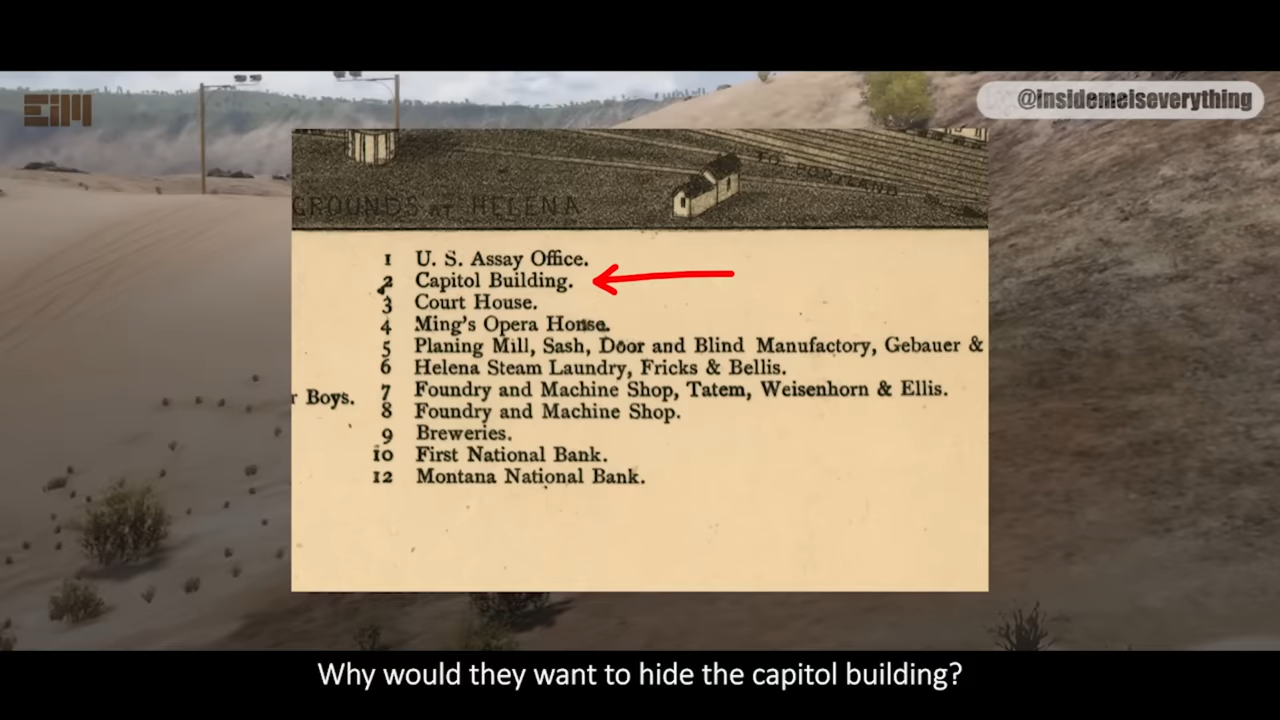 EIM
@insidemeiseverything
TO PORTLAND
GROUNDS AT HELENA
1 U. S. Assay Office.
2 Capitol Building.
3 Court House.
4 Ming's Opera House.
5 Planing Mill, Sash, Door and Blind Manufactory, Gebauer &
6 Helena Steam Laundry, Fricks & Bellis.
r Boys. 7 Foundry and Machine Shop, Tatem, Weisenhorn & Ellis.
8 Foundry and Machine Shop.
9 Breweries.
10 First National Bank.
12 Montana National Bank.
Why would they want to hide the capitol building?